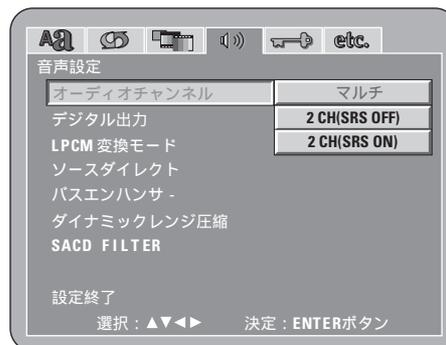 Aa etc.
音声設定
オーディオチャンネル マルチ
デジタル出力 2 CH(SRS OFF)
LPCM 変換モード 2 CH(SRS ON)
ソースダイレクト
バスエンハンサ -
ダイナミックレンジ圧縮
SACD FILTER
設定終了
選択：▲▼◀▶ 決定：ENTERボタン